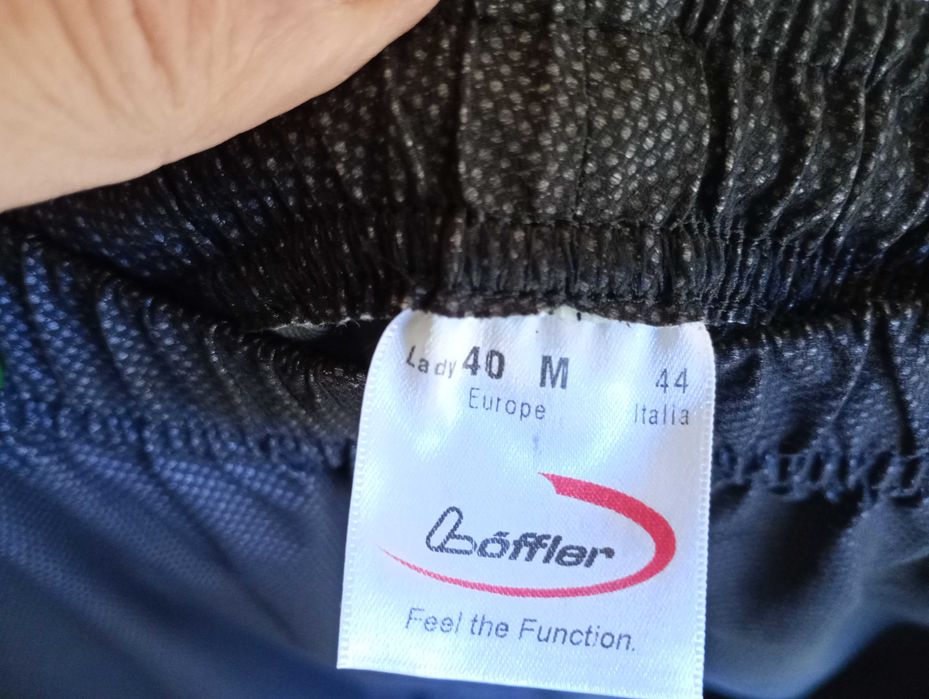 Lady 40 M 44
Europe Italia
Löffler
Feel the Function.